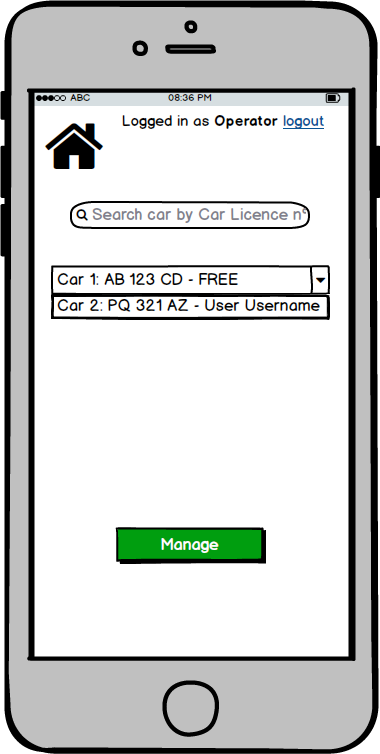 ABC 08:36 PM
Logged in as Operator logout
Search car by Car Licence n°
Car 1: AB 123 CD - FREE
Car 2: PQ 321 AZ - User Username
Manage